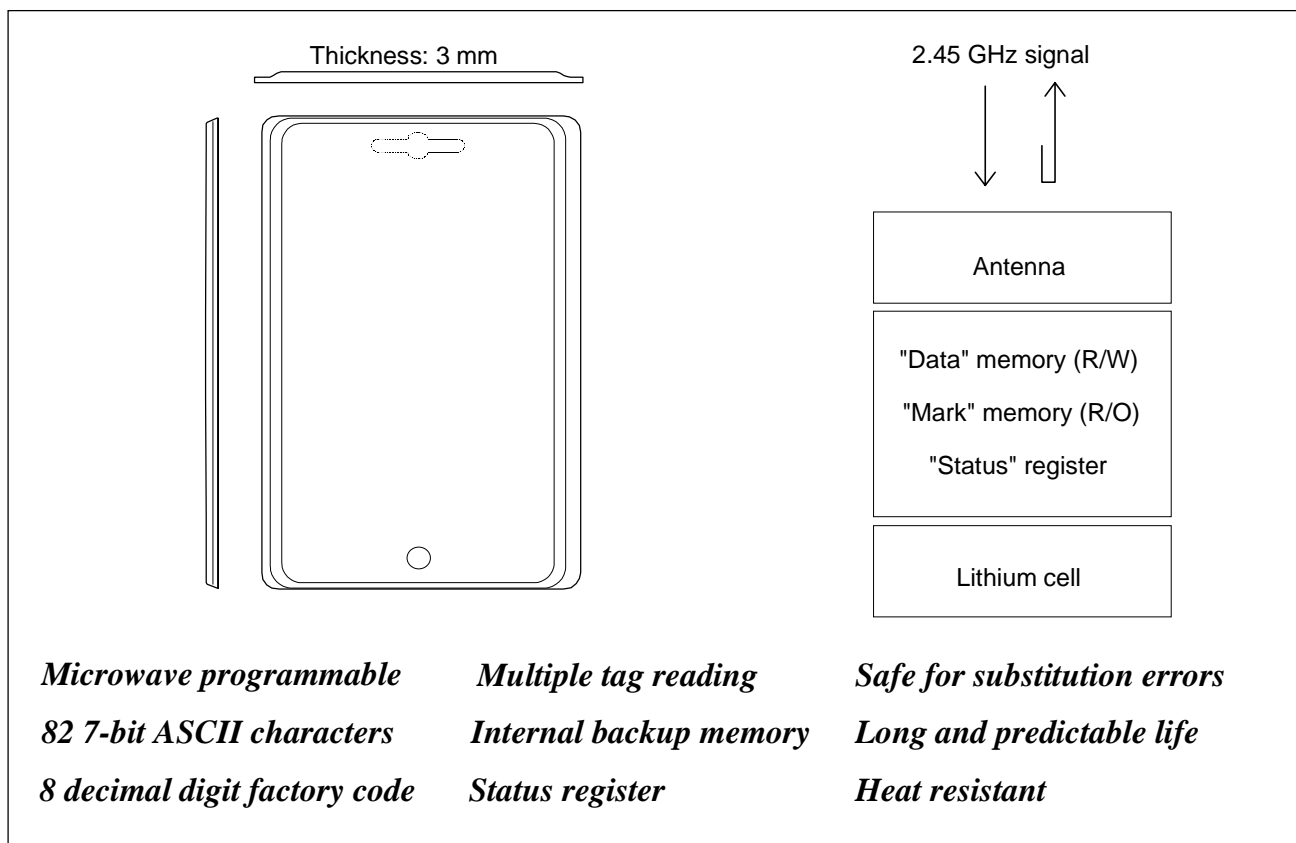 Thickness: 3 mm
2.45 GHz signal
Antenna
"Data" memory (R/W)
"Mark" memory (R/O)
"Status" register
Lithium cell
Microwave programmable
Multiple tag reading
Safe for substitution errors
82 7-bit ASCII characters
Internal backup memory
Long and predictable life
8 decimal digit factory code
Status register
Heat resistant